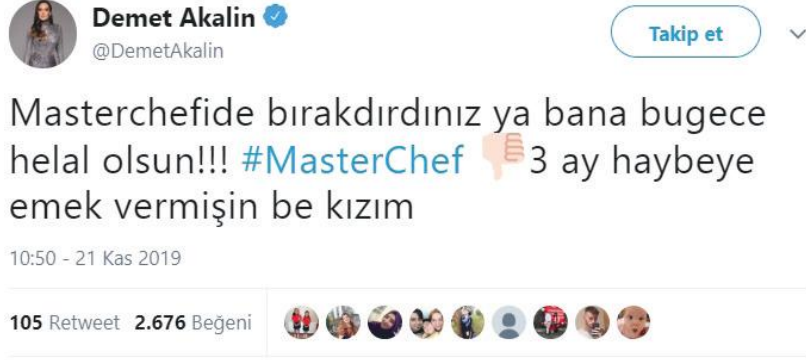 Demet Akalin
@DemetAkalin
Takip et
Masterchefide bırakdırdınız ya bana bugece
helal olsun!!! #MasterChef 👎3 ay haybeye
emek vermişin be kızım
10:50 - 21 Kas 2019
105 Retweet 2.676 Beğeni